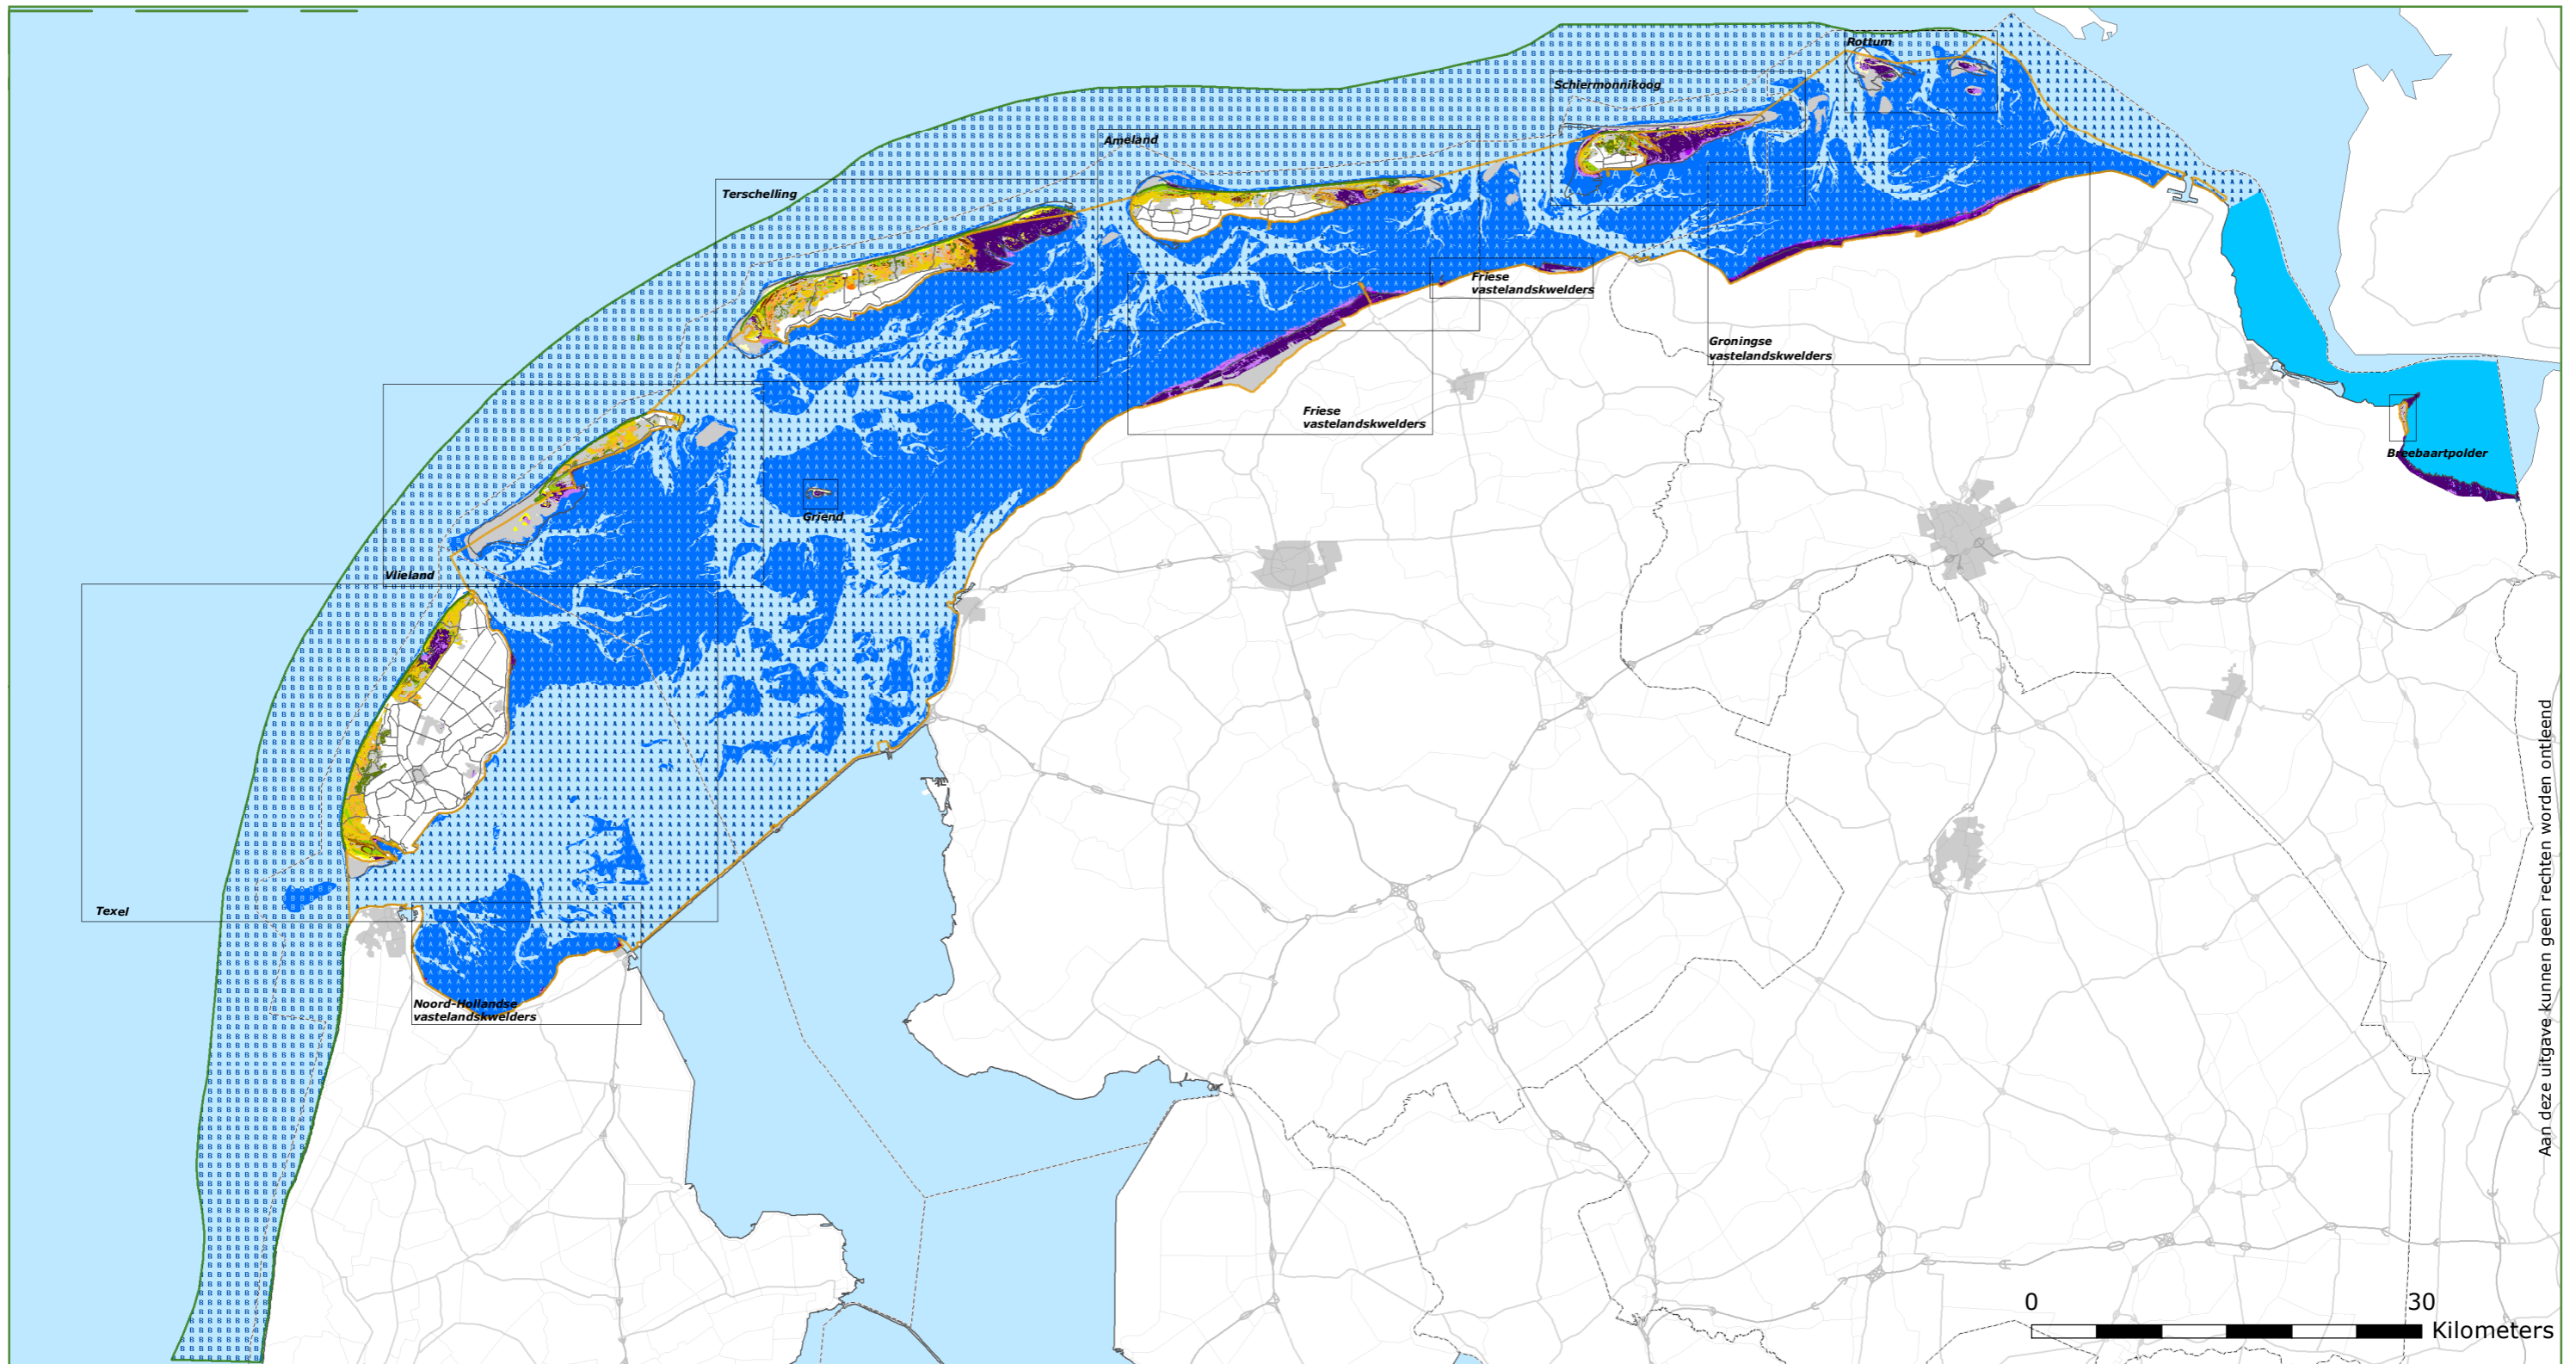 Rottum
Schiermonnikoog
Ameland
Terschelling
Friese
vastelandskwelders
Groningse
vastelandskwelders
Friese
vastelandskwelders
Breebaartpolder
Griend
Vlieland
Texel
Noord-Hollandse
vastelandskwelders
Aan deze uitgave kunnen geen rechten worden ontlend
0 30
Kilometers